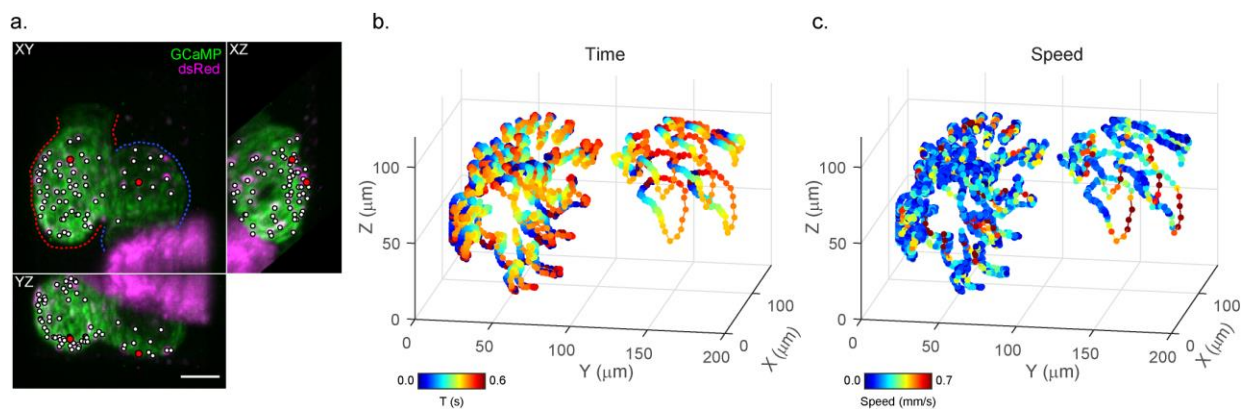 a.
XY
GCaMP
dsRed
XZ
YZ
b.
Time
Z (μm)
100
50
0
0
50
100
150
200
Y (μm)
0
100
X (μm)
0.0
0.6
T (s)
c.
Speed
Z (μm)
100
50
0
0
50
100
150
200
Y (μm)
0
100
X (μm)
0.0
0.7
Speed (mm/s)